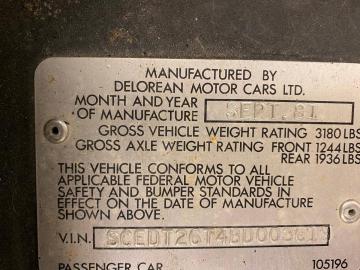 MANUFACTURED BY
DELOREAN MOTOR CARS LTD.
MONTH AND YEAR
OF MANUFACTURE SEPT. 81
GROSS VEHICLE WEIGHT RATING 3180 LBS
GROSS AXLE WEIGHT RATING FRONT 1244 LBS
REAR 1936 LBS
THIS VEHICLE CONFORMS TO ALL
APPLICABLE FEDERAL MOTOR VEHICLE
SAFETY AND BUMPER STANDARDS IN
EFFECT ON THE DATE OF MANUFACTURE
SHOWN ABOVE.
V.I.N.
PASSENGER CAR 105196